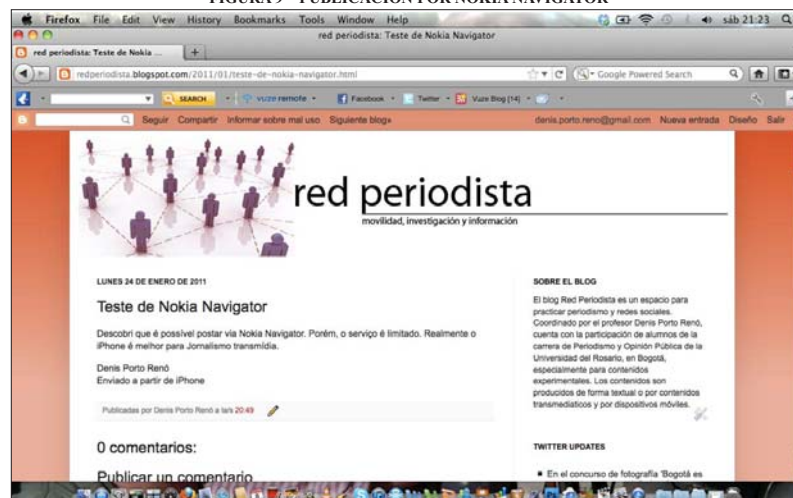 FIGURA 9 – PUBLICACIÓN POR NOKIA NAVIGATOR
Firefox File Edit View History Bookmarks Tools Window Help sáb 21:23
red periodista: Teste de Nokia Navigator
red periodista: Teste de Nokia ...
redperiodista.blogspot.com/2011/01/teste-de-nokia-navigator.html Google Powered Search
SEARCH vuze remote Facebook Twitter Vuze Blog [14]
Seguir Compartir Informar sobre mal uso Siguiente blog» denis.porto.reno@gmail.com Nueva entrada Diseño Salir
red periodista
movilidad, investigación y información
LUNES 24 DE ENERO DE 2011
Teste de Nokia Navigator
Descobri que é possível postar via Nokia Navigator. Porém, o serviço é limitado. Realmente o
iPhone é melhor para Jornalismo transmídia.
Denis Porto Renó
Enviado a partir de iPhone
Publicadas por Denis Porto Renó a la/s 20:49
0 comentarios:
Publicar un comentario
SOBRE EL BLOG
El blog Red Periodista es un espacio para
practicar periodismo y redes sociales.
Coordinado por el profesor Denis Porto Renó,
cuenta con la participación de alumnos de la
carrera de Periodismo y Opinión Pública de la
Universidad del Rosario, en Bogotá,
especialmente para contenidos
experimentales. Los contenidos son
producidos de forma textual o por contenidos
transmediaticos y por dispositivos móviles.
TWITTER UPDATES
En el concurso de fotografía 'Bogotá es